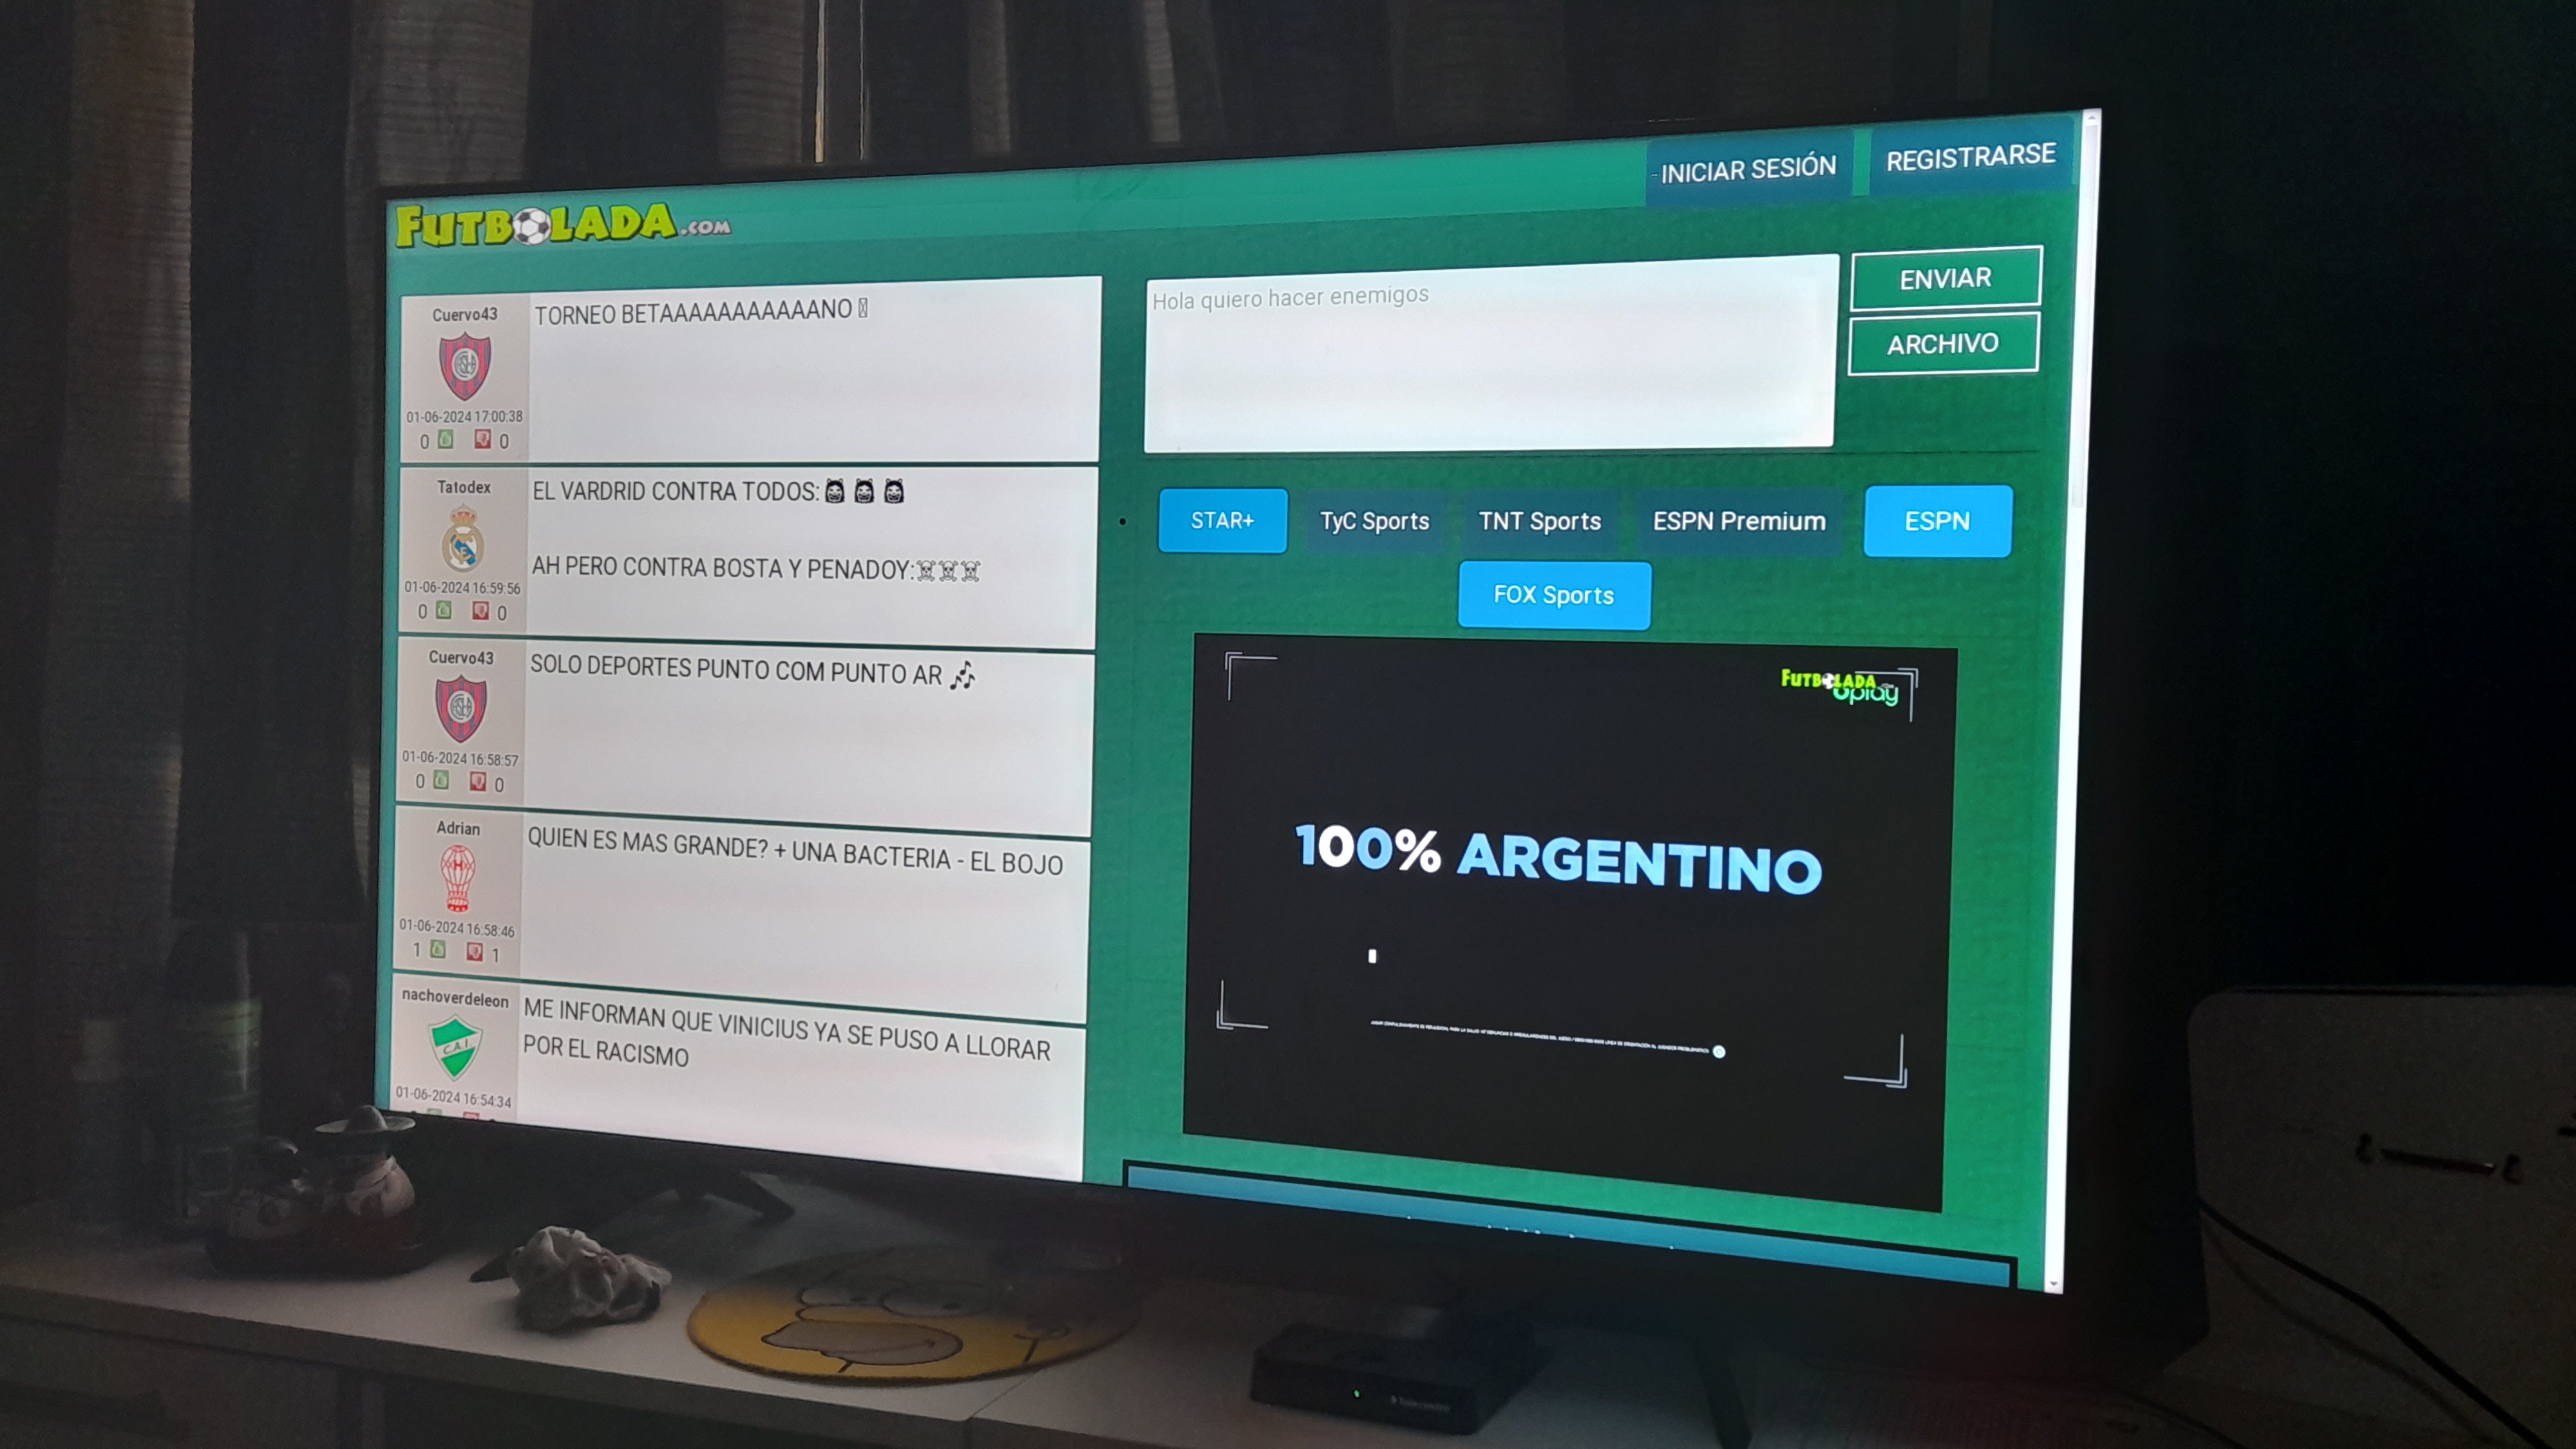 FUTBOLADA.COM
INICIAR SESIÓN
REGISTRARSE
Cuervo43
TORNEO BETAAAAAAAAAAANO
01-06-2024 17:00:38
0 0
Tatodex
EL VARDRID CONTRA TODOS:
AH PERO CONTRA BOSTA Y PENADOY:☠☠☠
01-06-2024 16:59:56
0 0
Cuervo43
SOLO DEPORTES PUNTO COM PUNTO AR 🎶
01-06-2024 16:58:57
0 0
Adrian
QUIEN ES MAS GRANDE? + UNA BACTERIA - EL BOJO
H
01-06-2024 16:58:46
1 1
nachoverdeleon
ME INFORMAN QUE VINICIUS YA SE PUSO A LLORAR
POR EL RACISMO
C.A.I.
01-06-2024 16:54:34
Hola quiero hacer enemigos
ENVIAR
ARCHIVO
STAR+
TyC Sports
TNT Sports
ESPN Premium
ESPN
FOX Sports
FUTBOLADA
play
100% ARGENTINO
Telecentro